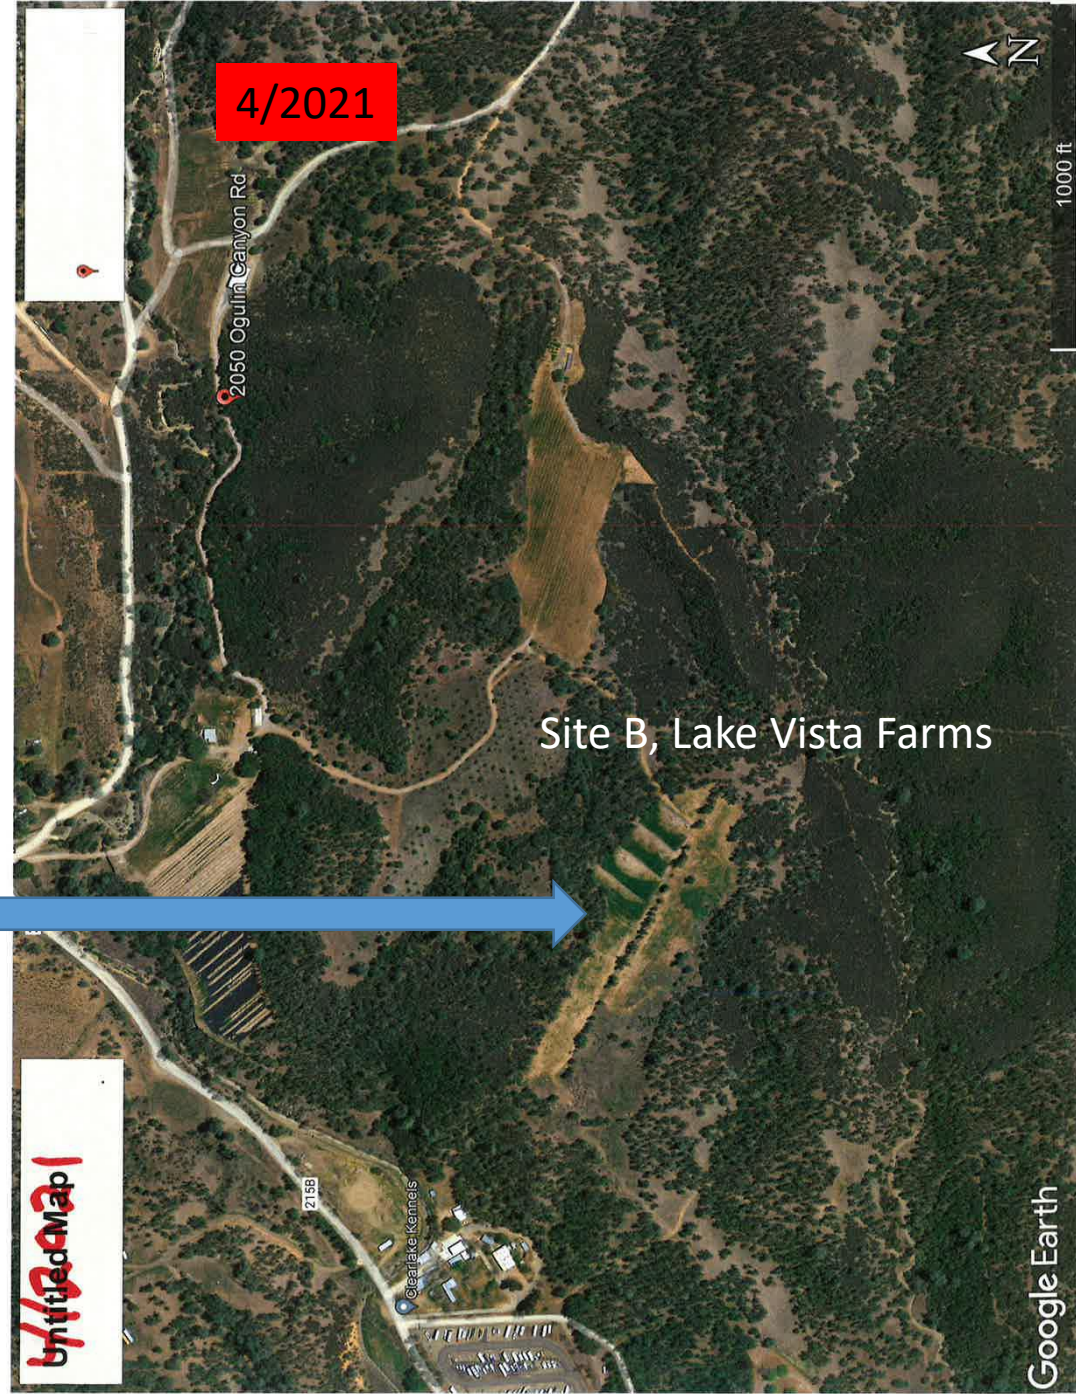 4/2021
2050 Ogulin Canyon Rd
N
1000 ft
Site B, Lake Vista Farms
215B
Clearlake Kennels
Untitled Map
Google Earth